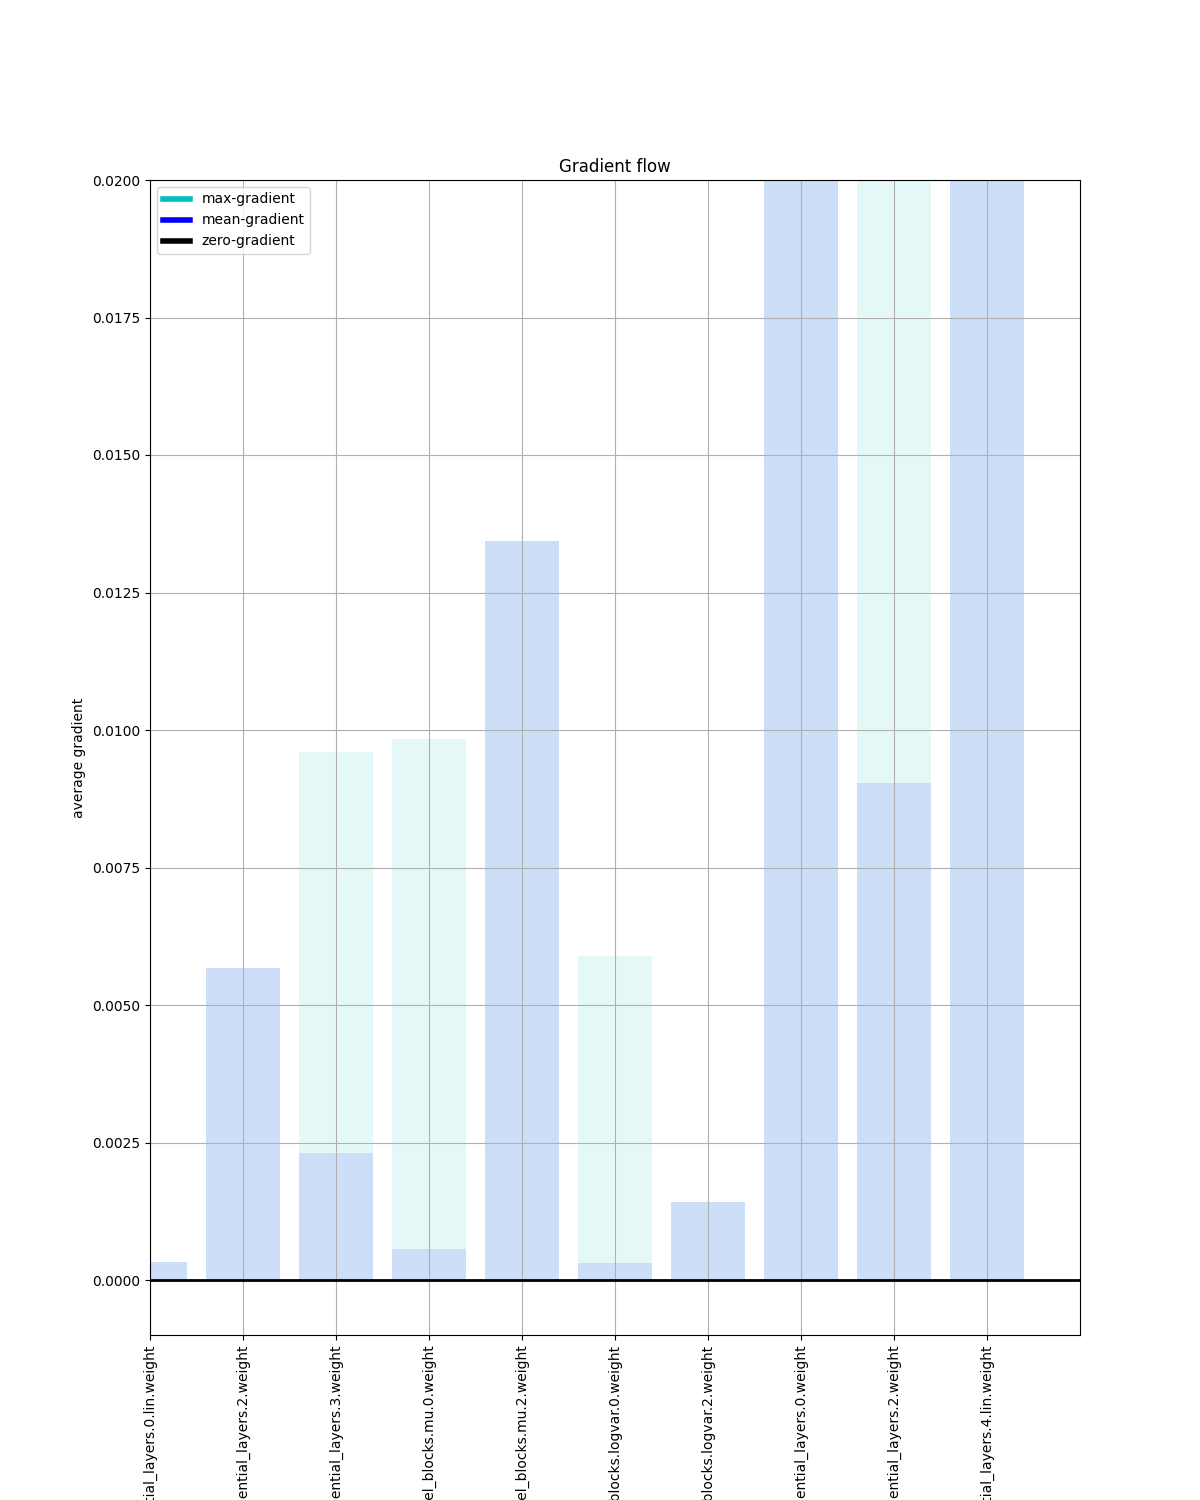 Gradient flow
max-gradient
mean-gradient
zero-gradient
0.0200
0.0175
0.0150
0.0125
0.0100
0.0075
0.0050
0.0025
0.0000
average gradient
tial_layers.0.lin.weight
ential_layers.2.weight
ential_layers.3.weight
el_blocks.mu.0.weight
el_blocks.mu.2.weight
blocks.logvar.0.weight
blocks.logvar.2.weight
ential_layers.0.weight
ential_layers.2.weight
tial_layers.4.lin.weight